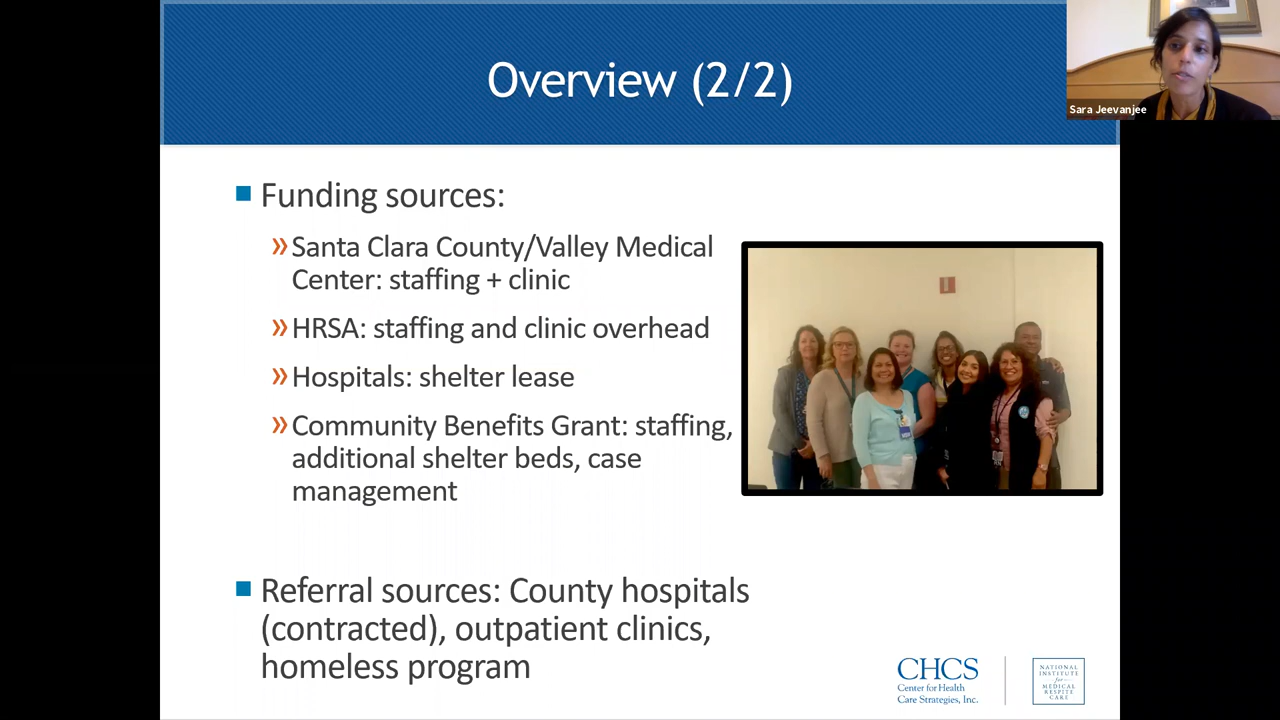 Overview (2/2)
Sara Jeevanjee
■ Funding sources:
» Santa Clara County/Valley Medical
Center: staffing + clinic
» HRSA: staffing and clinic overhead
» Hospitals: shelter lease
» Community Benefits Grant: staffing,
additional shelter beds, case
management
■ Referral sources: County hospitals
(contracted), outpatient clinics,
homeless program
CHCS
Center for Health
Care Strategies, Inc.
NATIONAL
INSTITUTE
for
MEDICAL
RESPITE
CARE